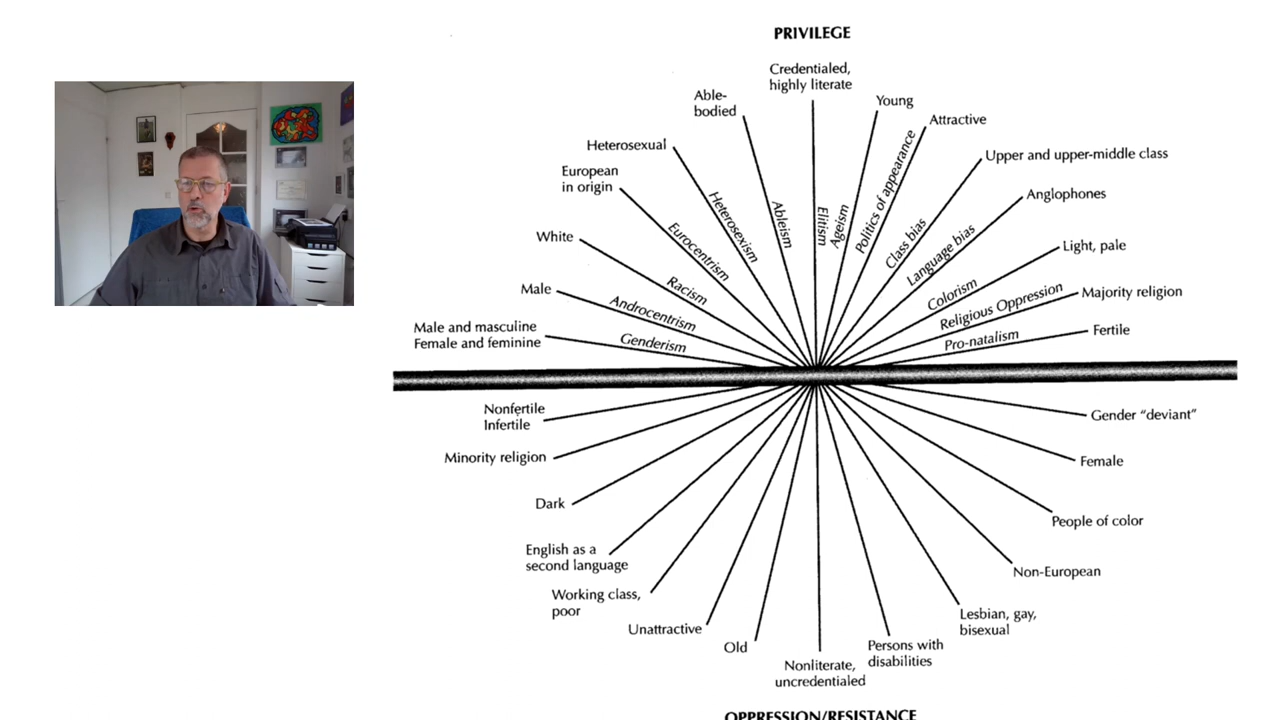 PRIVILEGE
Credentialed,
highly literate
Able-
bodied
Young
Attractive
Heterosexual
Upper and upper-middle class
European
in origin
Anglophones
White
Light, pale
Male
Majority religion
Male and masculine
Female and feminine
Fertile
Genderism
Androcentrism
Racism
Eurocentrism
Heterosexism
Ableism
Elitism
Ageism
Politics of appearance
Class bias
Language bias
Colorism
Religious Oppression
Pro-natalism
Nonfertile
Infertile
Gender “deviant”
Minority religion
Female
Dark
People of color
English as a
second language
Non-European
Working class,
poor
Lesbian, gay,
bisexual
Unattractive
Old
Persons with
disabilities
Nonliterate,
uncredentialed
OPPRESSION/RESISTANCE